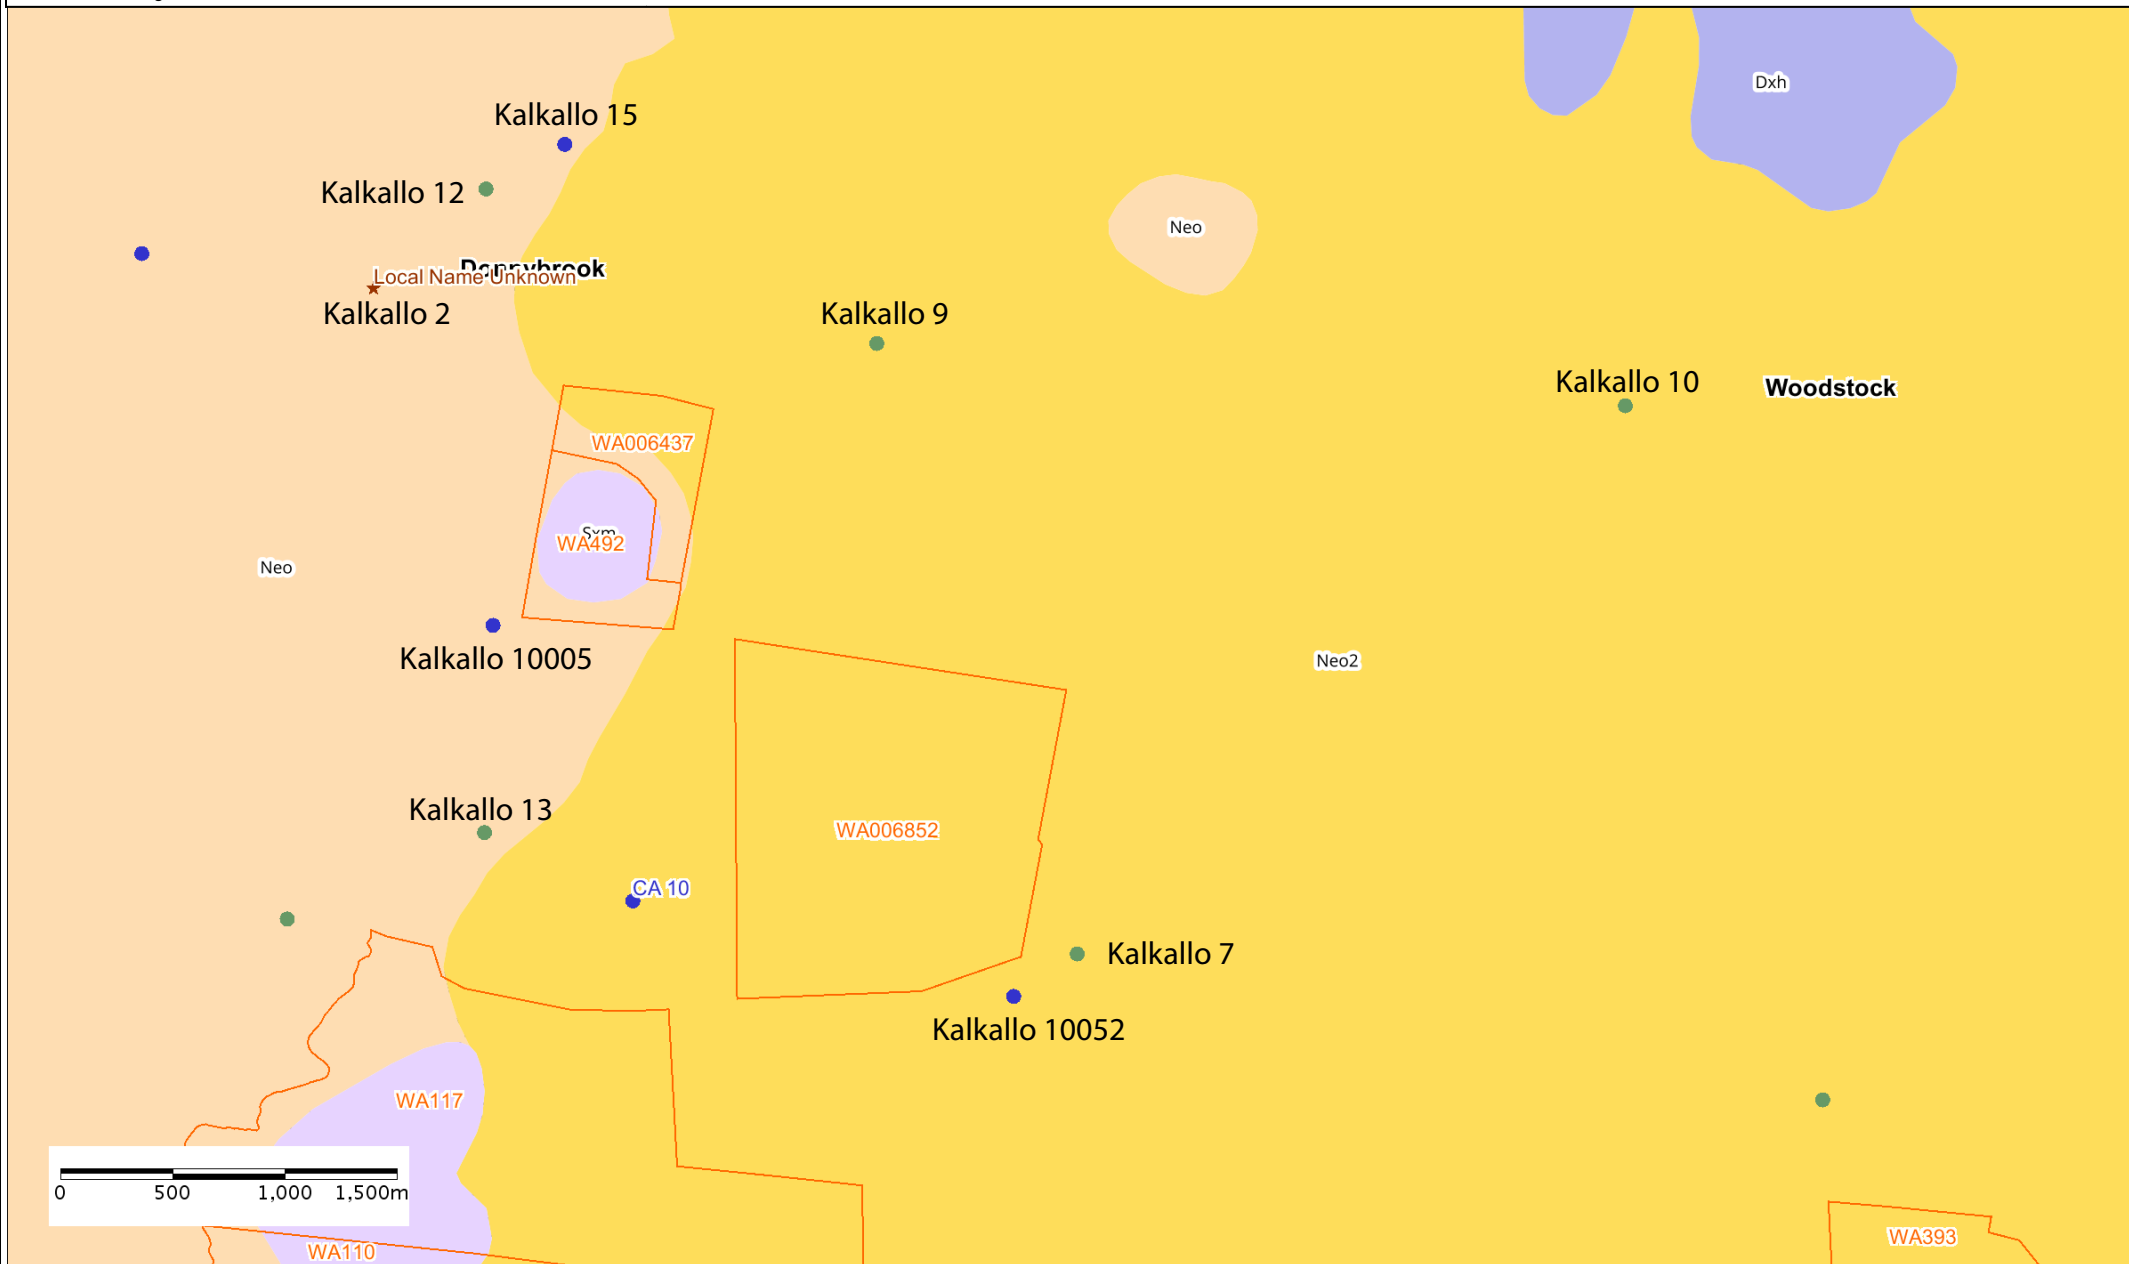 Dxh
Kalkallo 15
Kalkallo 12
Neo
Donnybrook
Local Name Unknown
Kalkallo 2
Kalkallo 9
Kalkallo 10
Woodstock
WA006437
Sxm
WA492
Neo
Kalkallo 10005
Neo2
Kalkallo 13
WA006852
CA 10
Kalkallo 7
Kalkallo 10052
WA117
0 500 1,000 1,500m
WA393
WA110